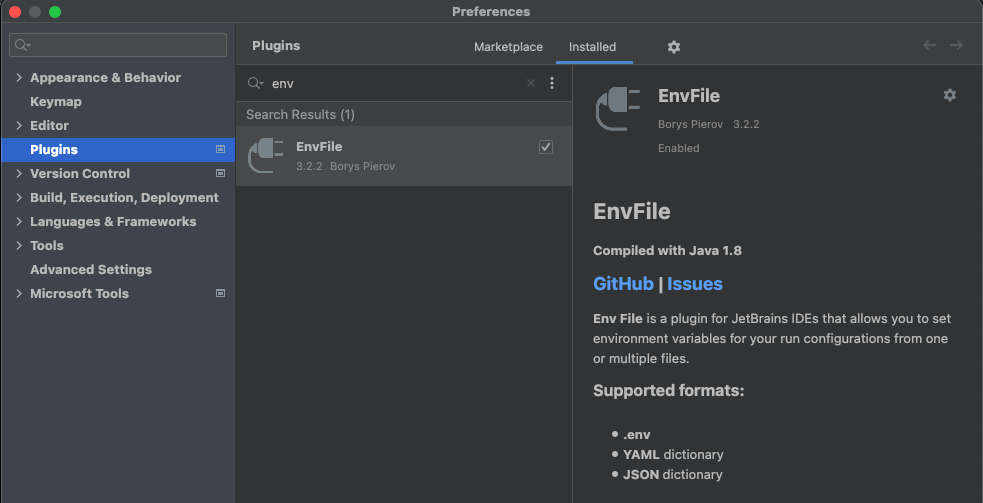 Preferences
Plugins
Marketplace
Installed
Appearance & Behavior
Keymap
Editor
Plugins
Version Control
Build, Execution, Deployment
Languages & Frameworks
Tools
Advanced Settings
Microsoft Tools
env
Search Results (1)
EnvFile
3.2.2 Borys Pierov
EnvFile
Borys Pierov 3.2.2
Enabled
EnvFile
Compiled with Java 1.8
GitHub | Issues
Env File is a plugin for JetBrains IDEs that allows you to set
environment variables for your run configurations from one
or multiple files.
Supported formats:
• .env
• YAML dictionary
• JSON dictionary